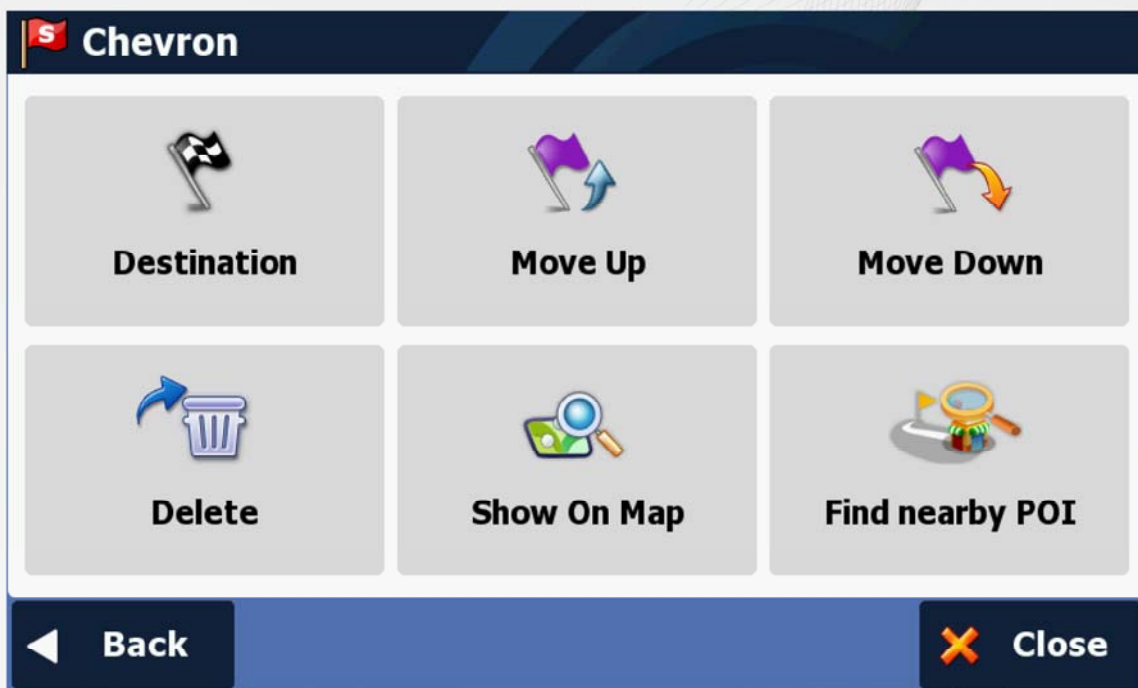 S Chevron
Destination
Move Up
Move Down
Delete
Show On Map
Find nearby POI
Back
Close